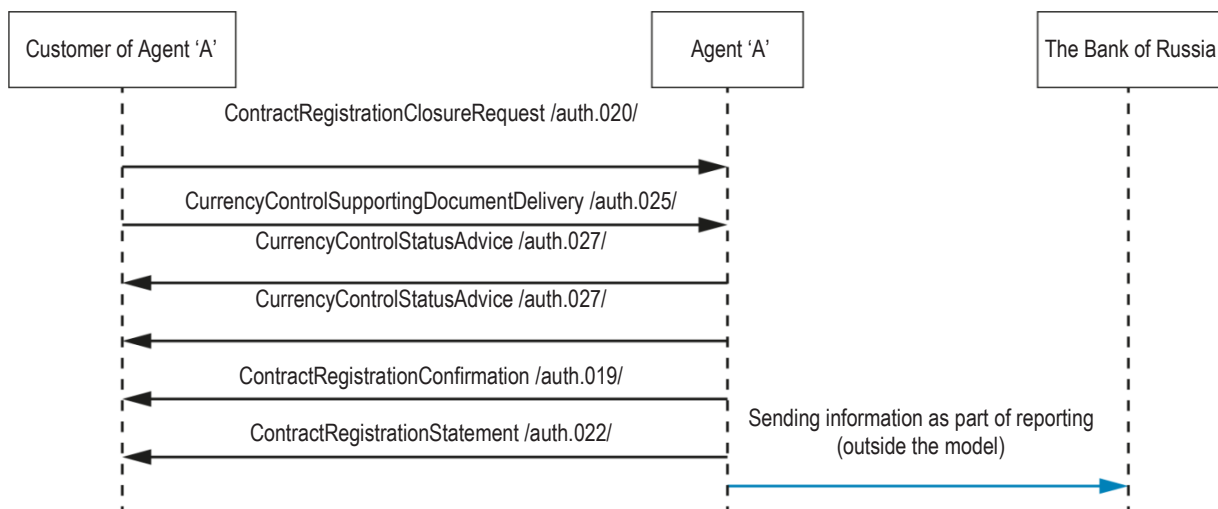 Customer of Agent ‘A’
Agent ‘A’
The Bank of Russia
ContractRegistrationClosureRequest /auth.020/
CurrencyControlSupportingDocumentDelivery /auth.025/
CurrencyControlStatusAdvice /auth.027/
CurrencyControlStatusAdvice /auth.027/
ContractRegistrationConfirmation /auth.019/
ContractRegistrationStatement /auth.022/
Sending information as part of reporting
(outside the model)